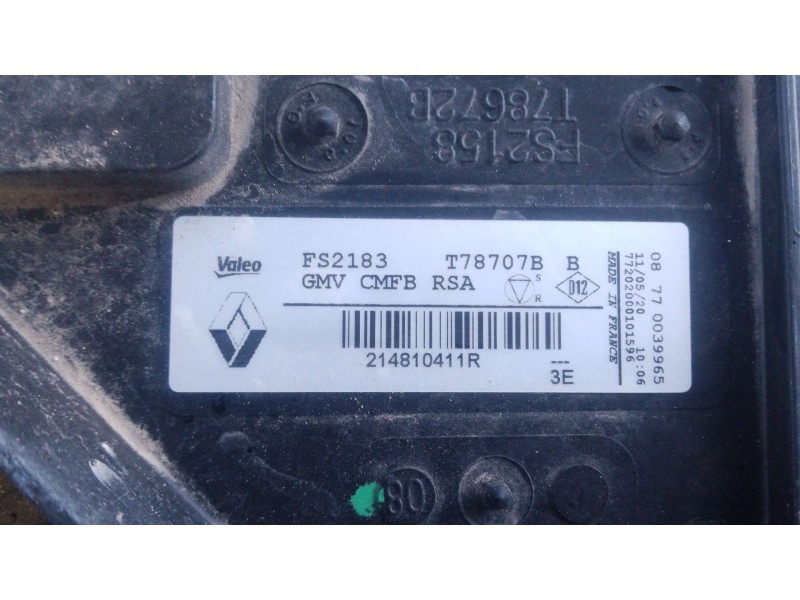 FS2158
T78672B
Valeo
FS2183 T78707B B
GMV CMFB RSA
S
R
D12
214810411R
---
3E
MADE IN FRANCE
772020000101596
11/05/20 10:06
08 77 0039965
80